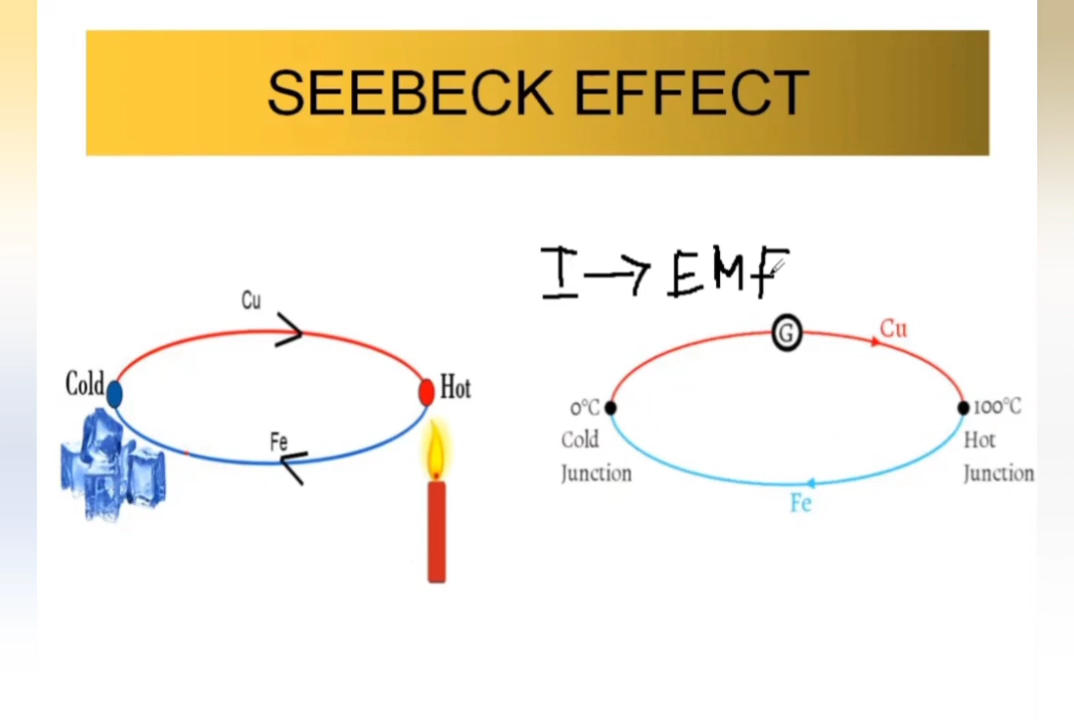 SEEBECK EFFECT
I → EMF
Cu
Cold
Hot
Fe
G
Cu
0°C
Cold
Junction
100°C
Hot
Junction
Fe